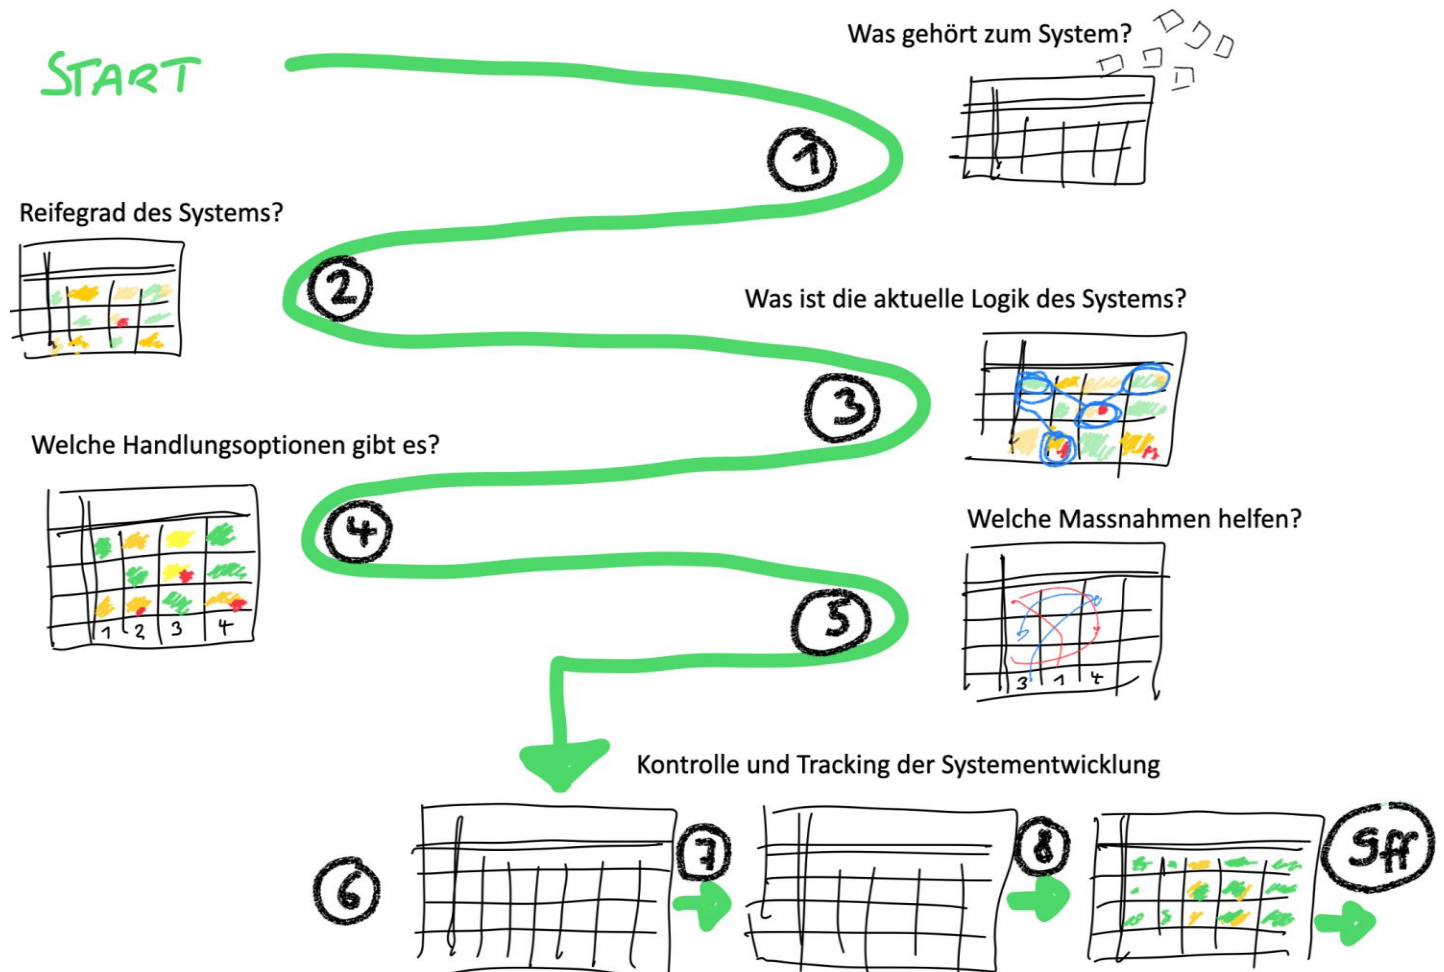 START
Was gehört zum System?
1
Reifegrad des Systems?
2
Was ist die aktuelle Logik des Systems?
3
Welche Handlungsoptionen gibt es?
4
1 2 3 4
Welche Massnahmen helfen?
5
3 1 4
Kontrolle und Tracking der Systementwicklung
6
7
8
9ff